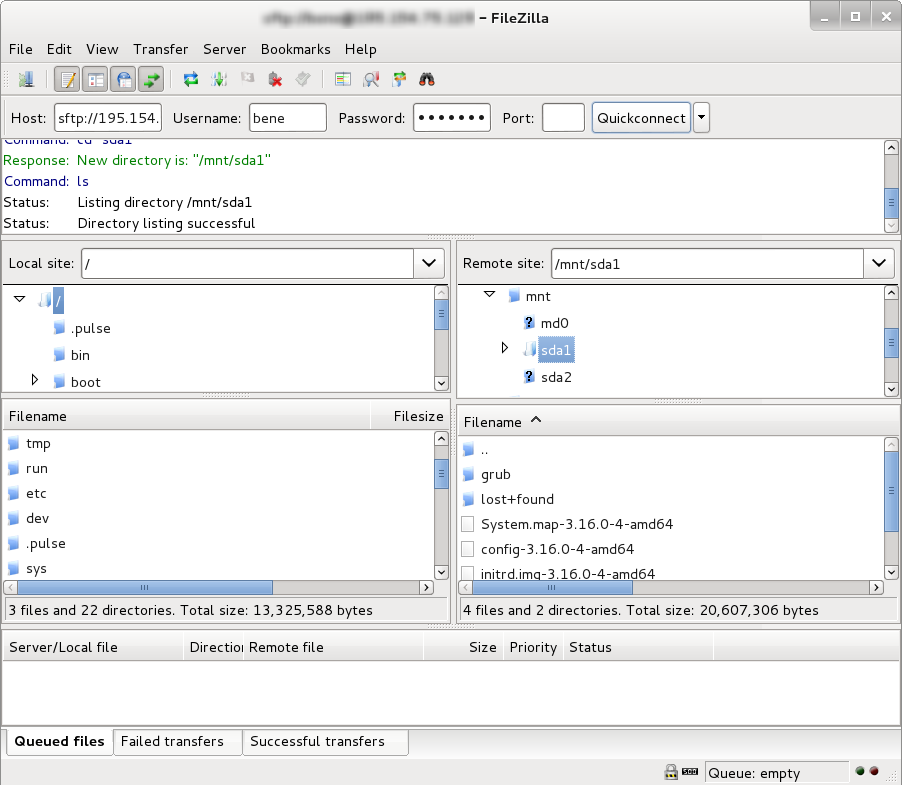 - FileZilla
File Edit View Transfer Server Bookmarks Help
Host: sftp://195.154. Username: bene Password: ••••••• Port: Quickconnect
Command: cd "sda1"
Response: New directory is: "/mnt/sda1"
Command: ls
Status: Listing directory /mnt/sda1
Status: Directory listing successful
Local site: /
/
.pulse
bin
boot
Remote site: /mnt/sda1
mnt
md0
sda1
sda2
Filename Filesize
tmp
run
etc
dev
.pulse
sys
3 files and 22 directories. Total size: 13,325,588 bytes
Filename
..
grub
lost+found
System.map-3.16.0-4-amd64
config-3.16.0-4-amd64
initrd.img-3.16.0-4-amd64
4 files and 2 directories. Total size: 20,607,306 bytes
Server/Local file Direction Remote file Size Priority Status
Queued files Failed transfers Successful transfers
Queue: empty